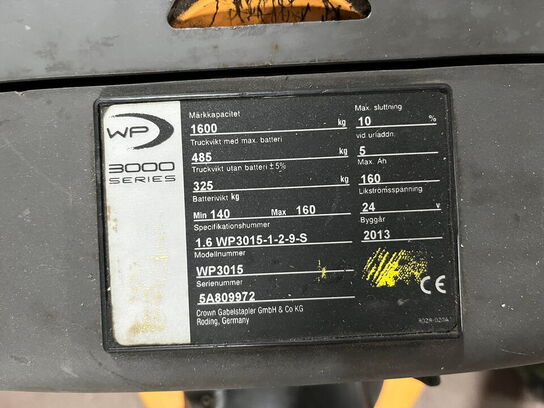 WP
3000
SERIES
Märkkapacitet
1600 kg
Truckvikt med max. batteri
485 kg
Truckvikt utan batteri ±5%
325 kg
Batterivikt kg
Min 140 Max 160
Specifikationshummer
1.6 WP3015-1-2-9-S
Modellnummer
WP3015
Serienummer
5A809972
Crown Gabelstapler GmbH & Co KG
Roding, Germany
Max. sluttning
10 %
vid urladdn.
5
Max. Ah
160
Likströmsspänning
24 v
Byggår
2013
CE